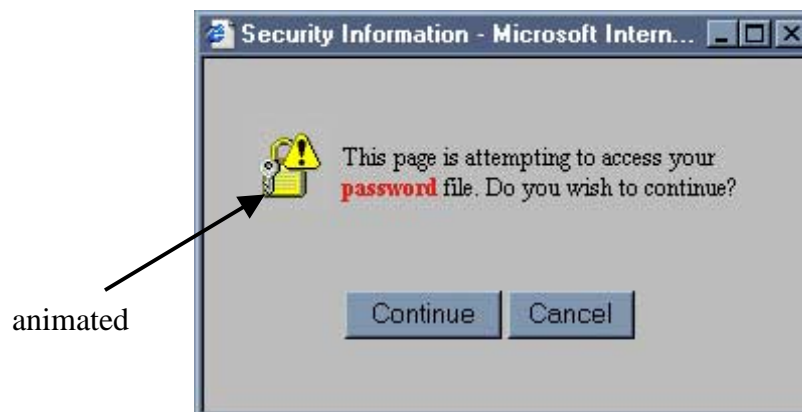 Security Information - Microsoft Intern...
This page is attempting to access your
password file. Do you wish to continue?
animated
Continue Cancel